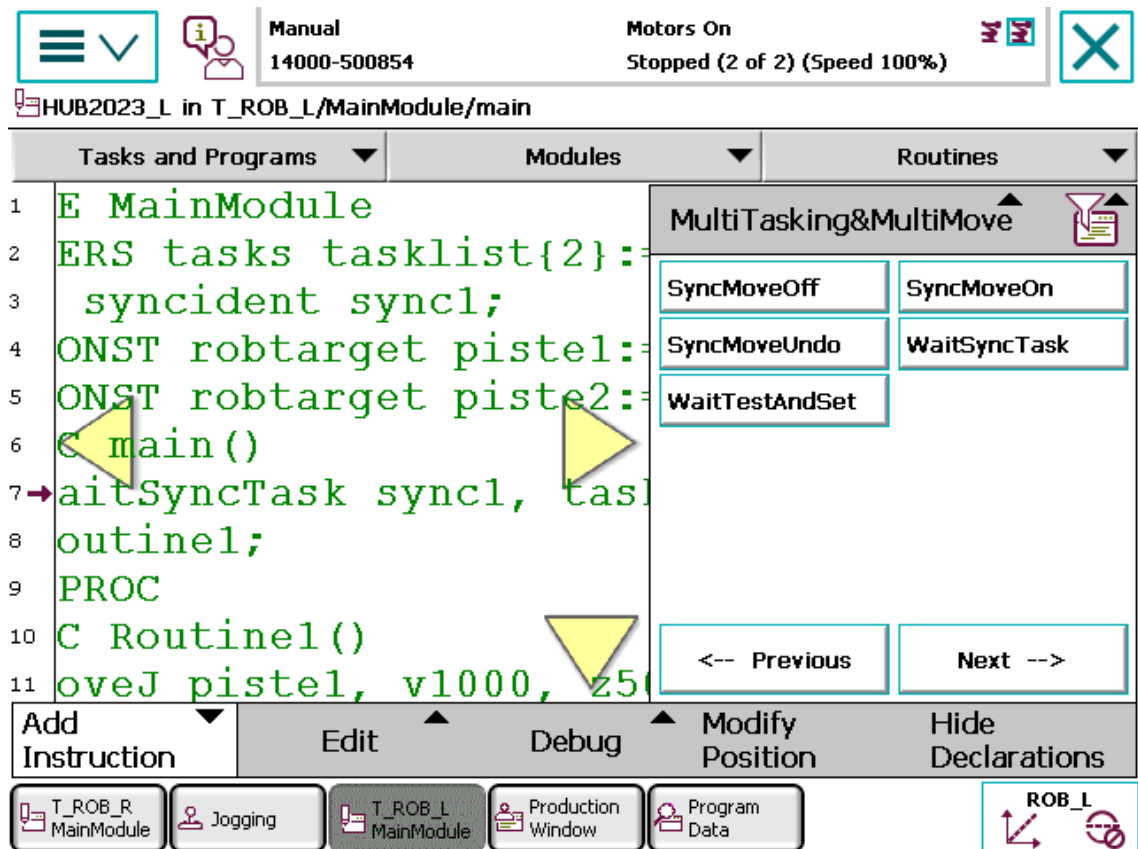 Manual
14000-500854
Motors On
Stopped (2 of 2) (Speed 100%)
HUB2023_L in T_ROB_L/MainModule/main
Tasks and Programs
Modules
Routines
1 E MainModule
2 ERS tasks tasklist{2}:=
3 syncident sync1;
4 ONST robtarget piste1:=
5 ONST robtarget piste2:=
6 C main()
7 aitSyncTask sync1, task
8 outine1;
9 PROC
10 C Routine1()
11 oveJ piste1, v1000, z50
MultiTasking&MultiMove
SyncMoveOff
SyncMoveOn
SyncMoveUndo
WaitSyncTask
WaitTestAndSet
<-- Previous
Next -->
Add
Instruction
Edit
Debug
Modify
Position
Hide
Declarations
T_ROB_R
MainModule
Jogging
T_ROB_L
MainModule
Production
Window
Program
Data
ROB_L